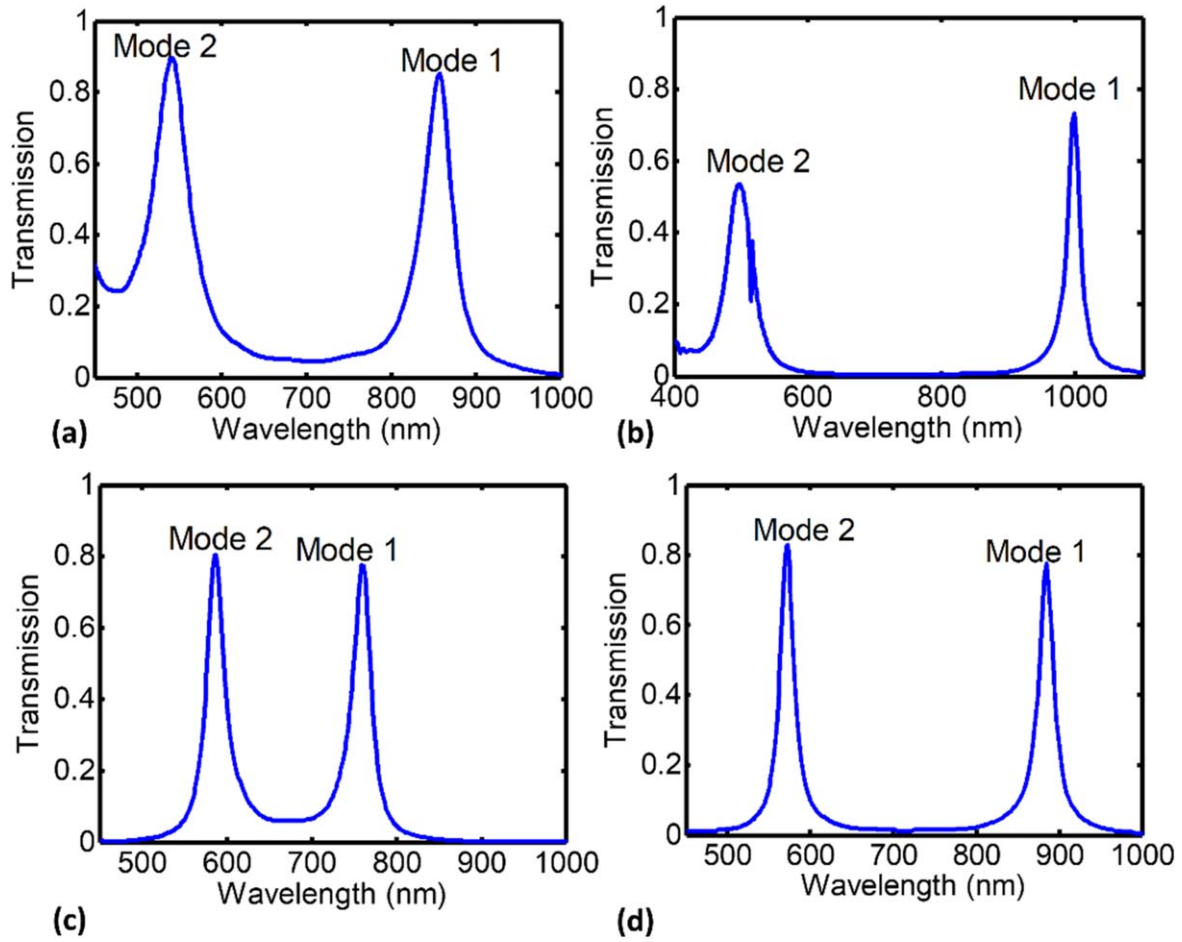 1
Mode 2
Mode 1
0.8
0.6
0.4
0.2
0
Transmission
500 600 700 800 900 1000
Wavelength (nm)
(a)
1
Mode 1
0.8
Mode 2
0.6
0.4
0.2
0
Transmission
400 600 800 1000
Wavelength (nm)
(b)
1
Mode 2
Mode 1
0.8
0.6
0.4
0.2
0
Transmission
500 600 700 800 900 1000
Wavelength (nm)
(c)
1
Mode 2
Mode 1
0.8
0.6
0.4
0.2
0
Transmission
500 600 700 800 900 1000
Wavelength (nm)
(d)